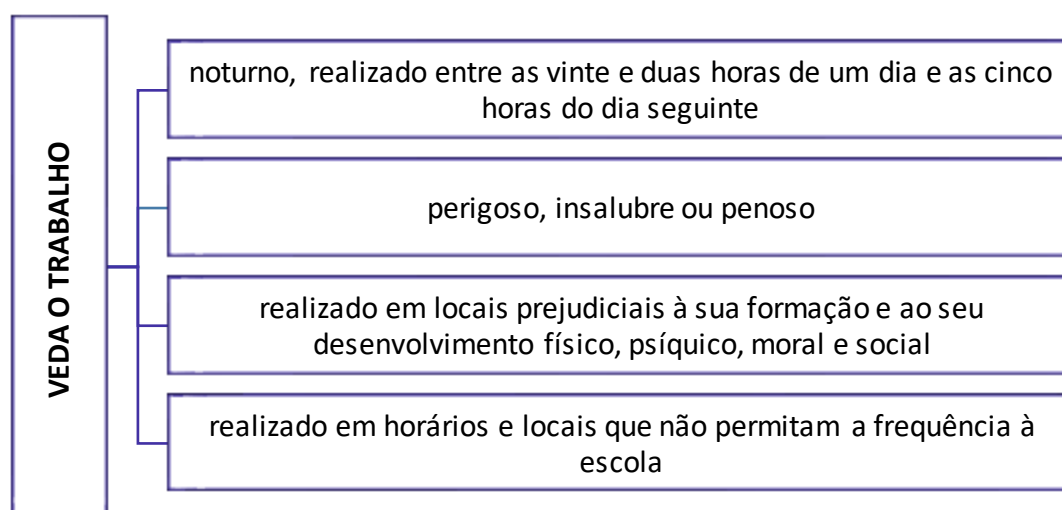 VEDA O TRABALHO
noturno, realizado entre as vinte e duas horas de um dia e as cinco
horas do dia seguinte
perigoso, insalubre ou penoso
realizado em locais prejudiciais à sua formação e ao seu
desenvolvimento físico, psíquico, moral e social
realizado em horários e locais que não permitam a frequência à
escola